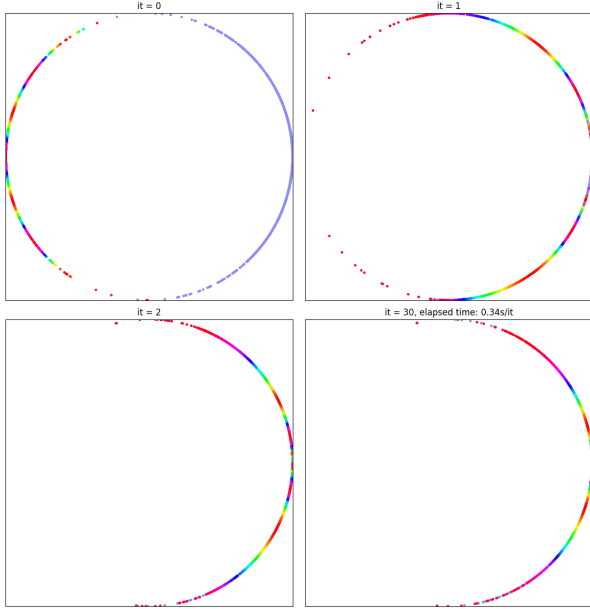 it = 0
it = 1
it = 2
it = 30, elapsed time: 0.34s/it